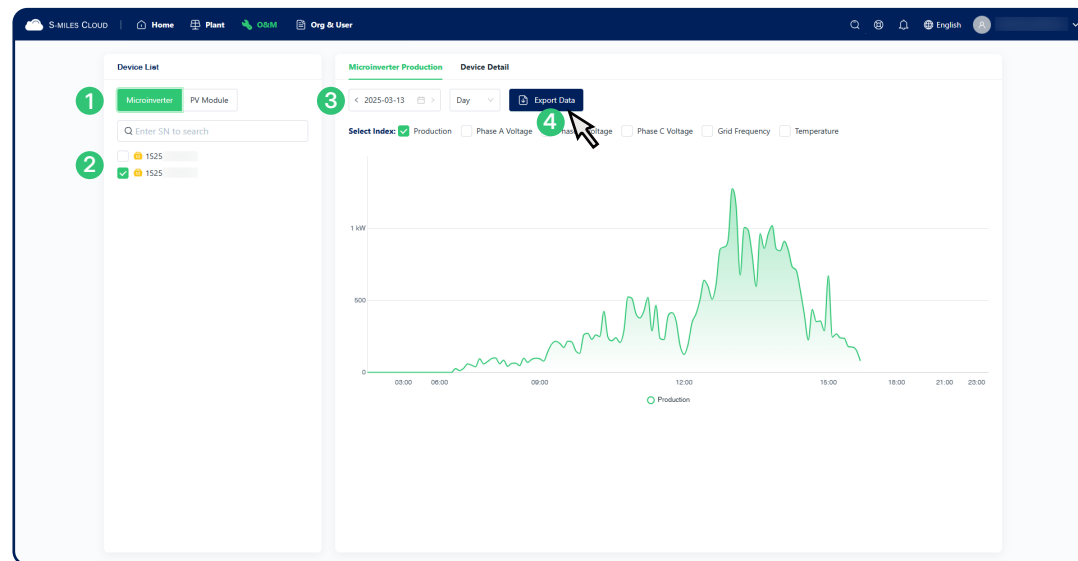 S-MILES CLOUD | Home Plant O&M Org & User English
Device List
Microinverter Production Device Detail
1 Microinverter PV Module
3 < 2025-03-13 > Day Export Data
4
Enter SN to search
Select Index: Production Phase A Voltage Voltage Phase C Voltage Grid Frequency Temperature
2
1525
1525
1 kW
500
0
03:00 06:00 09:00 12:00 15:00 18:00 21:00 23:00
Production